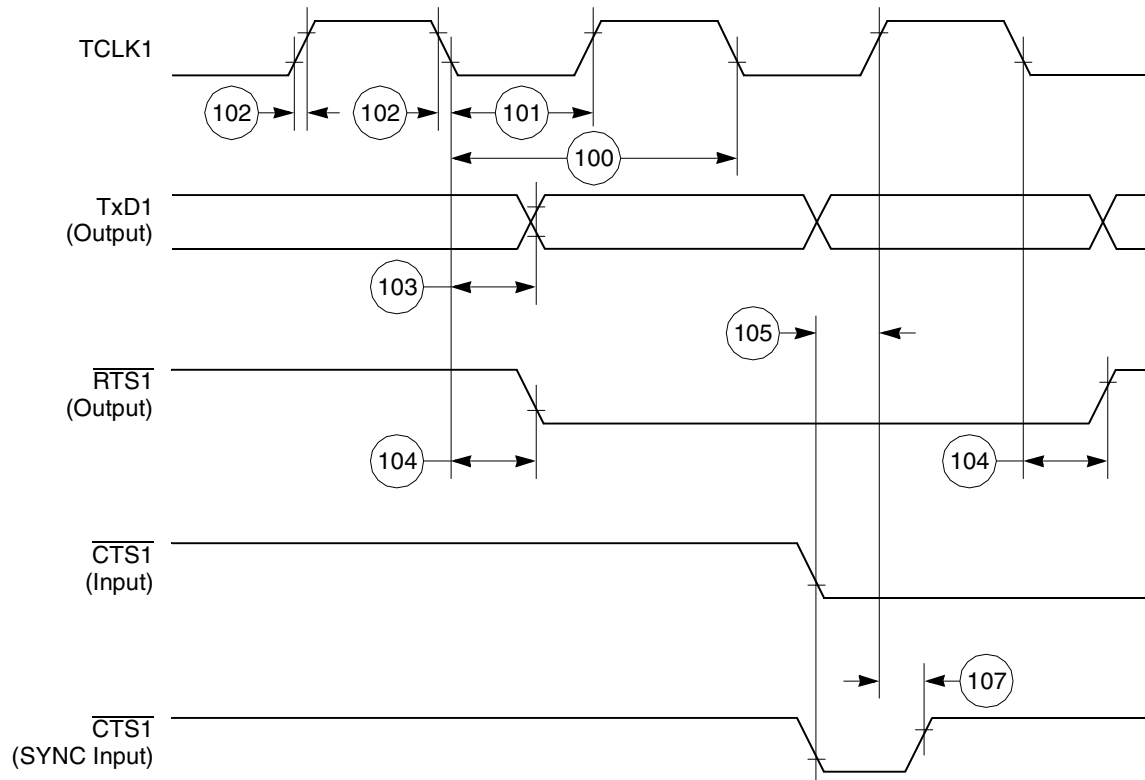 TCLK1
102
102
101
100
TxD1
(Output)
103
105
RTS1
(Output)
104
104
CTS1
(Input)
107
CTS1
(SYNC Input)